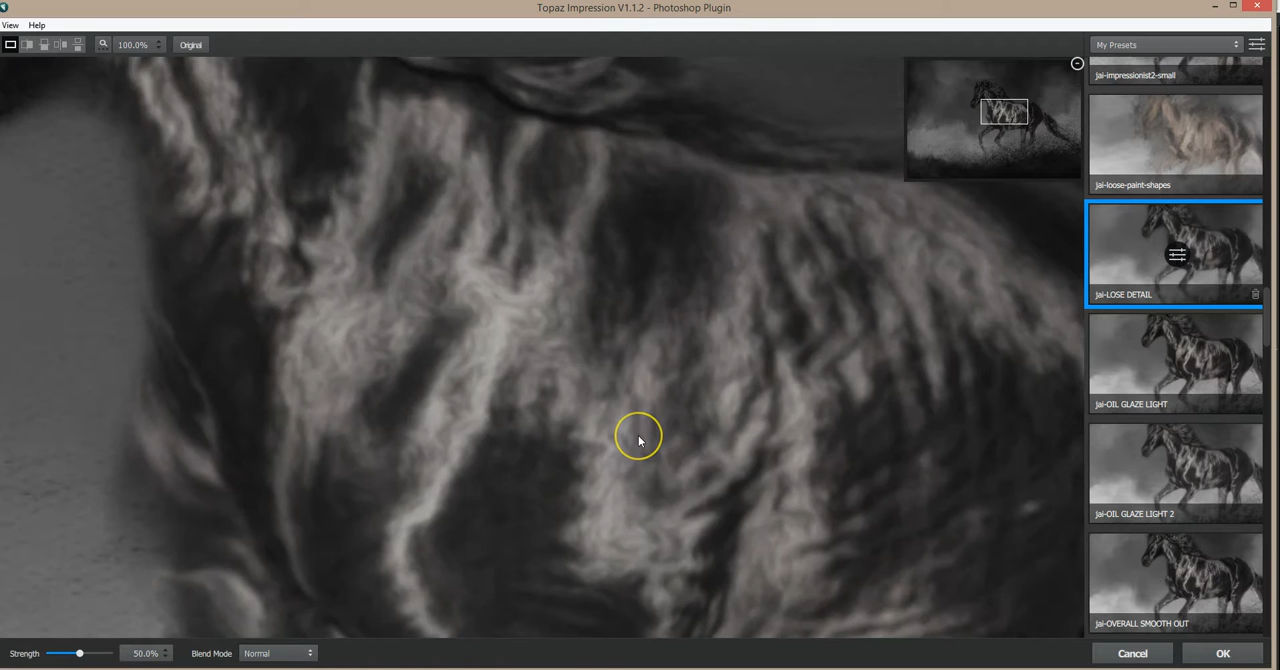 Topaz Impression V1.1.2 - Photoshop Plugin
View Help
100.0% Original
My Presets
jai-impressionist2-small
jai-loose-paint-shapes
jai-LOSE DETAIL
jai-OIL GLAZE LIGHT
jai-OIL GLAZE LIGHT 2
jai-OVERALL SMOOTH OUT
Strength 50.0% Blend Mode Normal
Cancel OK